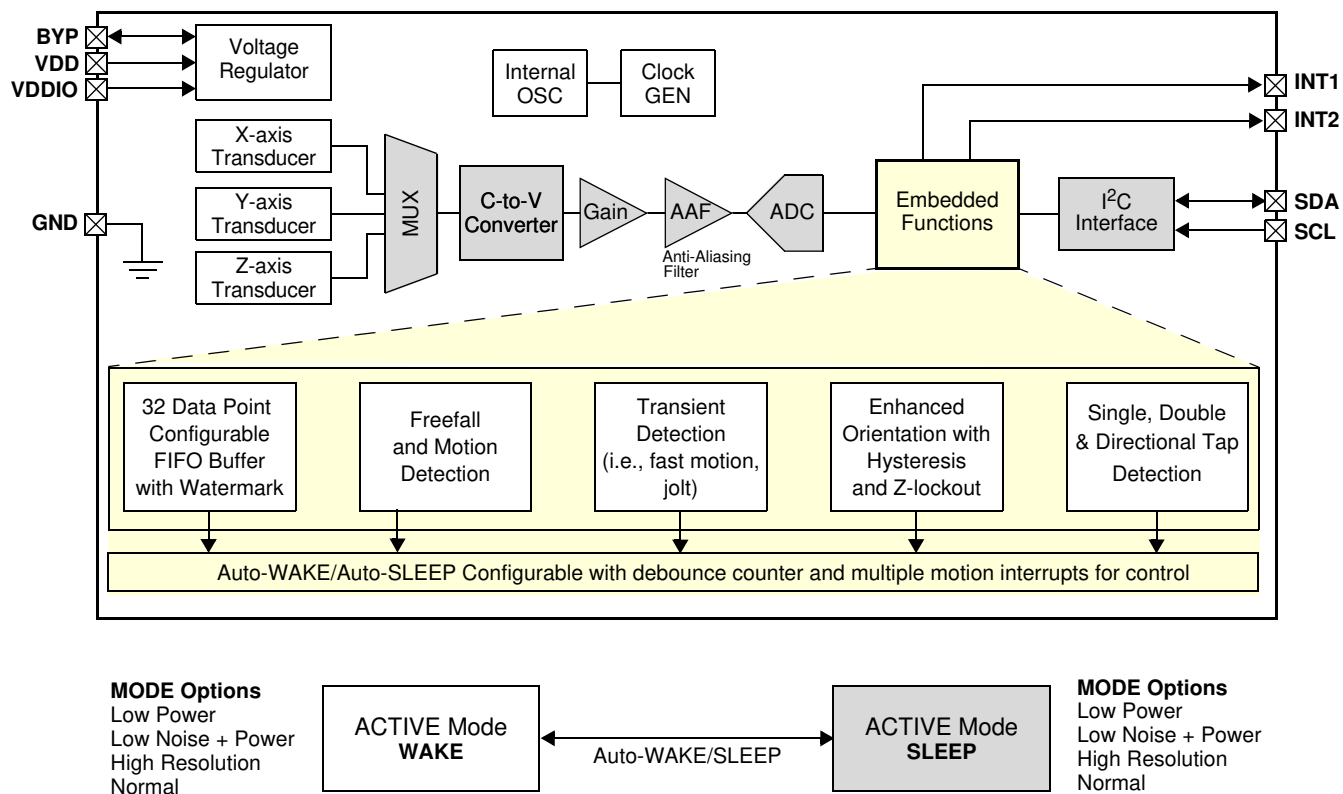 BYP
VDD
VDDIO
GND
Voltage
Regulator
Internal
OSC
Clock
GEN
INT1
INT2
X-axis
Transducer
Y-axis
Transducer
Z-axis
Transducer
MUX
C-to-V
Converter
Gain
AAF
Anti-Aliasing
Filter
ADC
Embedded
Functions
I²C
Interface
SDA
SCL
32 Data Point
Configurable
FIFO Buffer
with Watermark
Freefall
and Motion
Detection
Transient
Detection
(i.e., fast motion,
jolt)
Enhanced
Orientation with
Hysteresis
and Z-lockout
Single, Double
& Directional Tap
Detection
Auto-WAKE/Auto-SLEEP Configurable with debounce counter and multiple motion interrupts for control
MODE Options
Low Power
Low Noise + Power
High Resolution
Normal
ACTIVE Mode
WAKE
Auto-WAKE/SLEEP
ACTIVE Mode
SLEEP
MODE Options
Low Power
Low Noise + Power
High Resolution
Normal